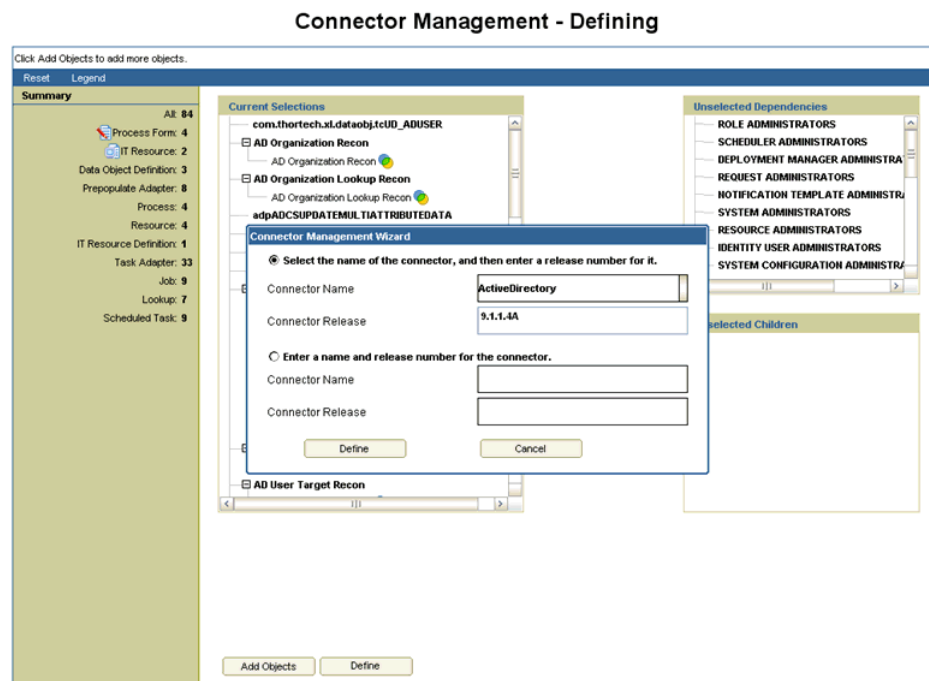 Connector Management - Defining
Click Add Objects to add more objects.
Reset Legend
Summary
All: 84
Process Form: 4
IT Resource: 2
Data Object Definition: 3
Prepopulate Adapter: 8
Process: 4
Resource: 4
IT Resource Definition: 1
Task Adapter: 33
Job: 9
Lookup: 7
Scheduled Task: 9
Current Selections
com.thortech.xl.dataobj.tcUD_ADUSER
AD Organization Recon
AD Organization Recon
AD Organization Lookup Recon
AD Organization Lookup Recon
adpADCSUPDATEMULTIATTRIBUTEDATA
AD User Target Recon
Unselected Dependencies
ROLE ADMINISTRATORS
SCHEDULER ADMINISTRATORS
DEPLOYMENT MANAGER ADMINISTRA
REQUEST ADMINISTRATORS
NOTIFICATION TEMPLATE ADMINISTR
SYSTEM ADMINISTRATORS
RESOURCE ADMINISTRATORS
IDENTITY USER ADMINISTRATORS
SYSTEM CONFIGURATION ADMINISTR
selected Children
Connector Management Wizard
Select the name of the connector, and then enter a release number for it.
Connector Name ActiveDirectory
Connector Release 9.1.1.4A
Enter a name and release number for the connector.
Connector Name
Connector Release
Define Cancel
Add Objects Define